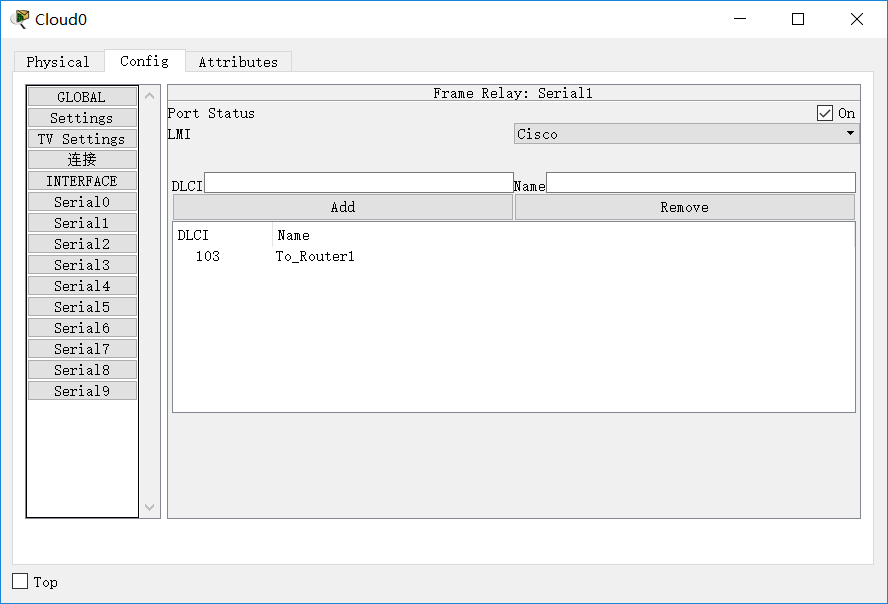 Cloud0
Physical Config Attributes
GLOBAL
Settings
TV Settings
连接
INTERFACE
Serial0
Serial1
Serial2
Serial3
Serial4
Serial5
Serial6
Serial7
Serial8
Serial9
Frame Relay: Serial1
Port Status On
LMI Cisco
DLCI Name
Add Remove
DLCI Name
103 To_Router1
Top